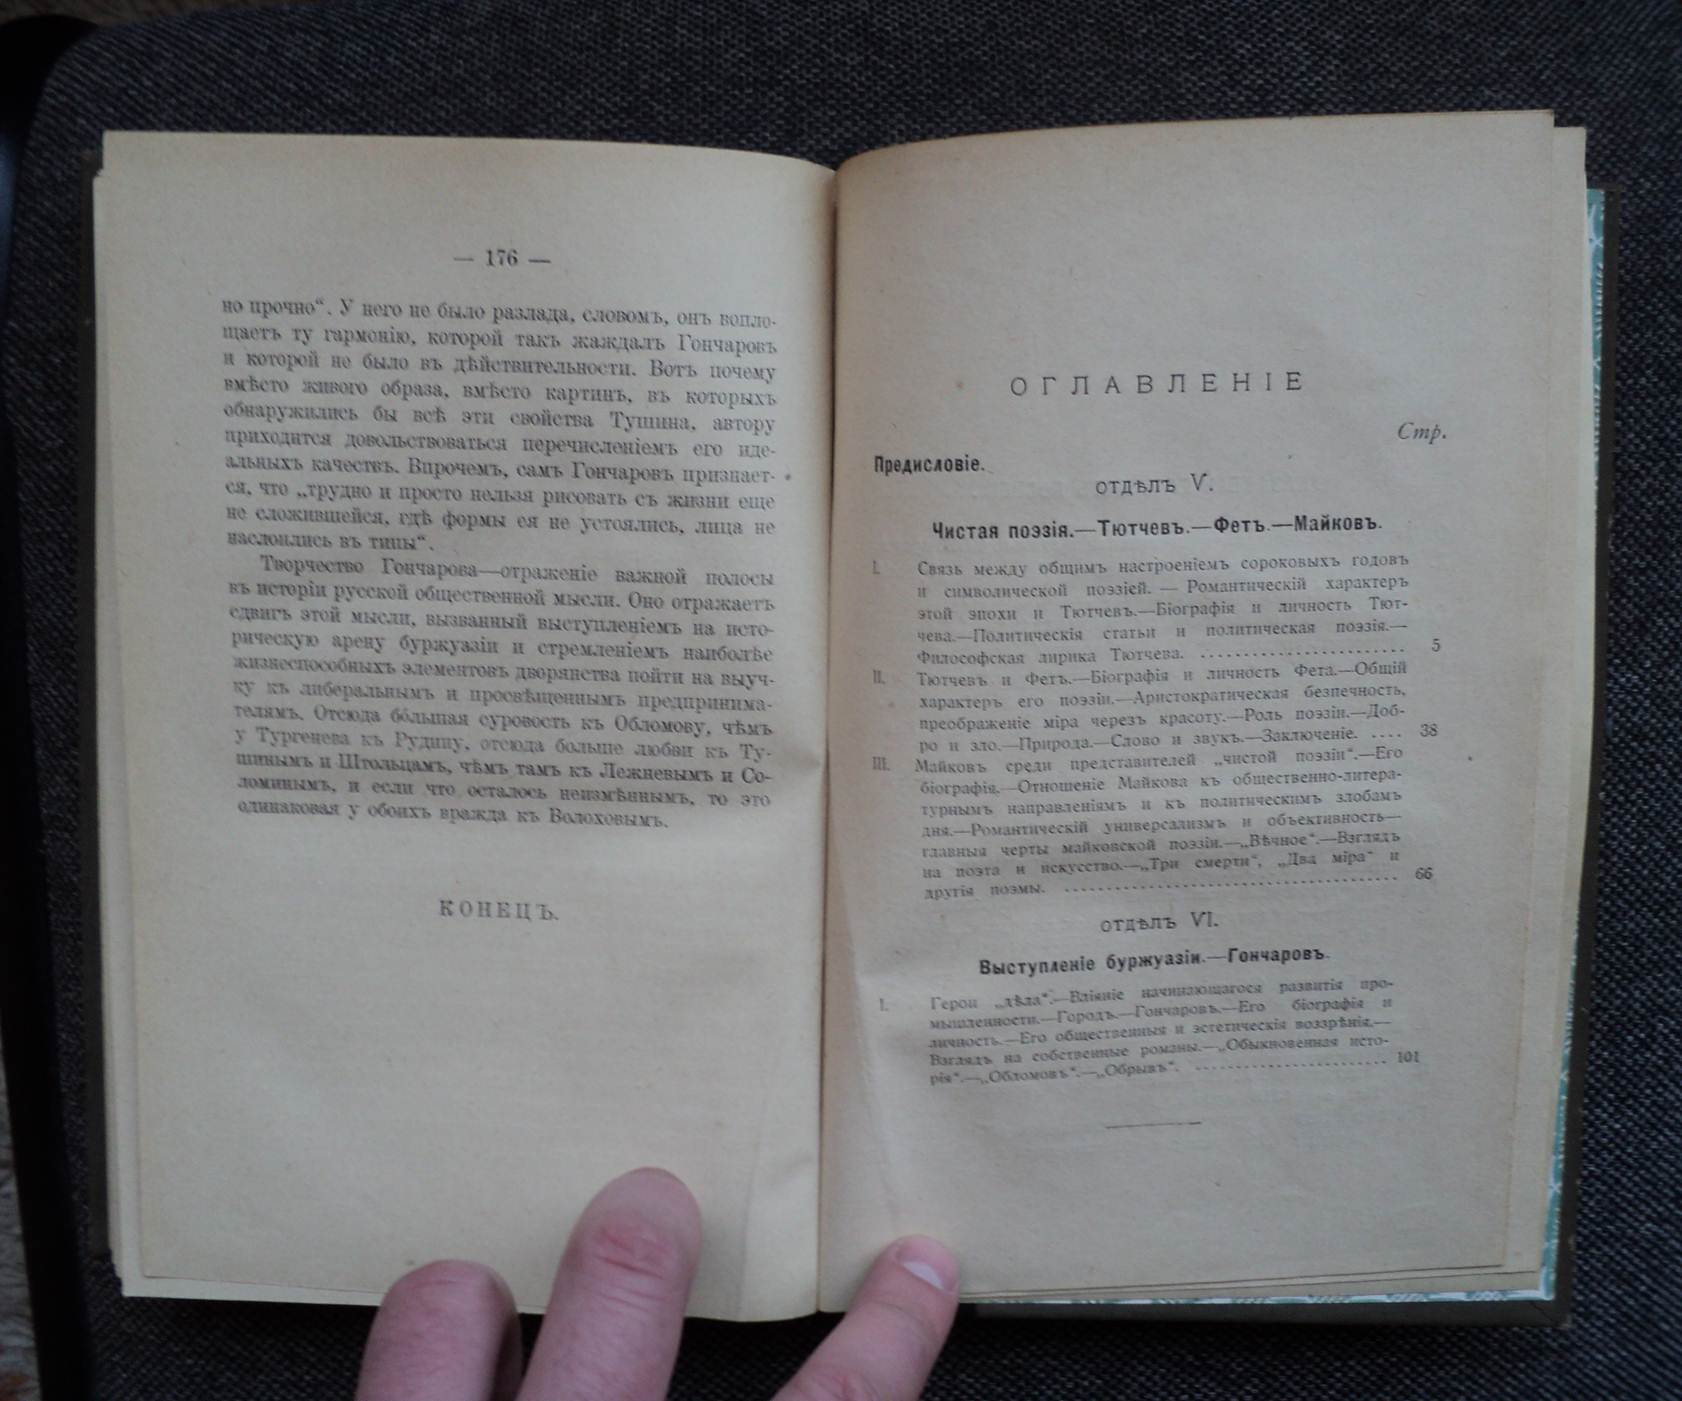 — 176 —
но прочно“. У него не было разлада, словомъ, онъ вопло-
щаетъ ту гармонію, которой такъ жаждалъ Гончаровъ
и которой не было въ дѣйствительности. Вотъ почему
вмѣсто живого образа, вмѣсто картинъ, въ которыхъ
обнаружились бы всѣ эти свойства Тушина, автору
приходится довольствоваться перечисленіемъ его иде-
альныхъ качествъ. Впрочемъ, самъ Гончаровъ признает-
ся, что „трудно и просто нельзя рисовать съ жизни еще
не сложившейся, гдѣ формы ея не устоялись, лица не
наслоились въ типы“.
Творчество Гончарова—отраженіе важной полосы
въ исторіи русской общественной мысли. Оно отражаетъ
сдвигъ этой мысли, вызванный выступленіемъ на исто-
рическую арену буржуазіи и стремленіемъ наиболѣе
жизнеспособныхъ элементовъ дворянства пойти на выуч-
ку къ либеральнымъ и просвѣщеннымъ предпринима-
телямъ. Отсюда бо́льшая суровость къ Обломову, чѣмъ
у Тургенева къ Рудину, отсюда больше любви къ Ту-
шинымъ и Штольцамъ, чѣмъ тамъ къ Лежневымъ и Со-
ломинымъ, и если что осталось неизмѣннымъ, то это
одинаковая у обоихъ вражда къ Волоховымъ.
КОНЕЦЪ.
ОГЛАВЛЕНІЕ
Стр.
Предисловіе.
ОТДѢЛЪ V.
Чистая поэзія.—Тютчевъ.—Фетъ.—Майковъ.
I. Связь между общимъ настроеніемъ сороковыхъ годовъ
и символической поэзіей. — Романтическій характеръ
этой эпохи и Тютчевъ.—Біографія и личность Тют-
чева.—Политическія статьи и политическая поэзія.—
Философская лирика Тютчева. . . . . . . . . . . . . . . . . . . . . . . 5
II. Тютчевъ и Фетъ.—Біографія и личность Фета.—Общій
характеръ его поэзіи.—Аристократическая безпечность,
преображеніе міра черезъ красоту.—Роль поэзіи.—Доб-
ро и зло.—Природа.—Слово и звукъ.—Заключеніе. . . . . 38
III. Майковъ среди представителей „чистой поэзіи“.—Его
біографія.—Отношеніе Майкова къ общественно-литера-
турнымъ направленіямъ и къ политическимъ злобамъ
дня.—Романтическій универсализмъ и объективность—
главныя черты майковской поэзіи.—„Вѣчное“.—Взглядъ
на поэта и искусство.—„Три смерти“, „Два міра“ и
другія поэмы. . . . . . . . . . . . . . . . . . . . . . . . . . . . . . . . . . . . . . 66
ОТДѢЛЪ VI.
Выступленіе буржуазіи.—Гончаровъ.
I. Герои „дѣла“.—Вліяніе начинающагося развитія про-
мышленности.—Городъ.—Гончаровъ.—Его біографія и
личность.—Его общественныя и эстетическія воззрѣнія.—
Взглядъ на собственные романы.—„Обыкновенная исто-
рія“.—„Обломовъ“.—„Обрывъ“. . . . . . . . . . . . . . . . . . . . . . 101